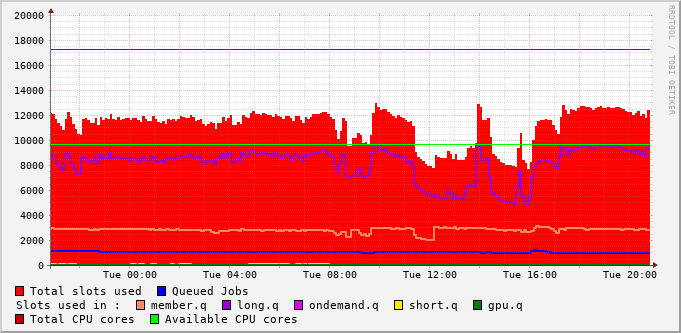 20000
18000
16000
14000
12000
10000
8000
6000
4000
2000
0
Tue 00:00 Tue 04:00 Tue 08:00 Tue 12:00 Tue 16:00 Tue 20:00
Total slots used Queued Jobs
Slots used in : member.q long.q ondemand.q short.q gpu.q
Total CPU cores Available CPU cores
RRDTOOL / TOBI OETIKER